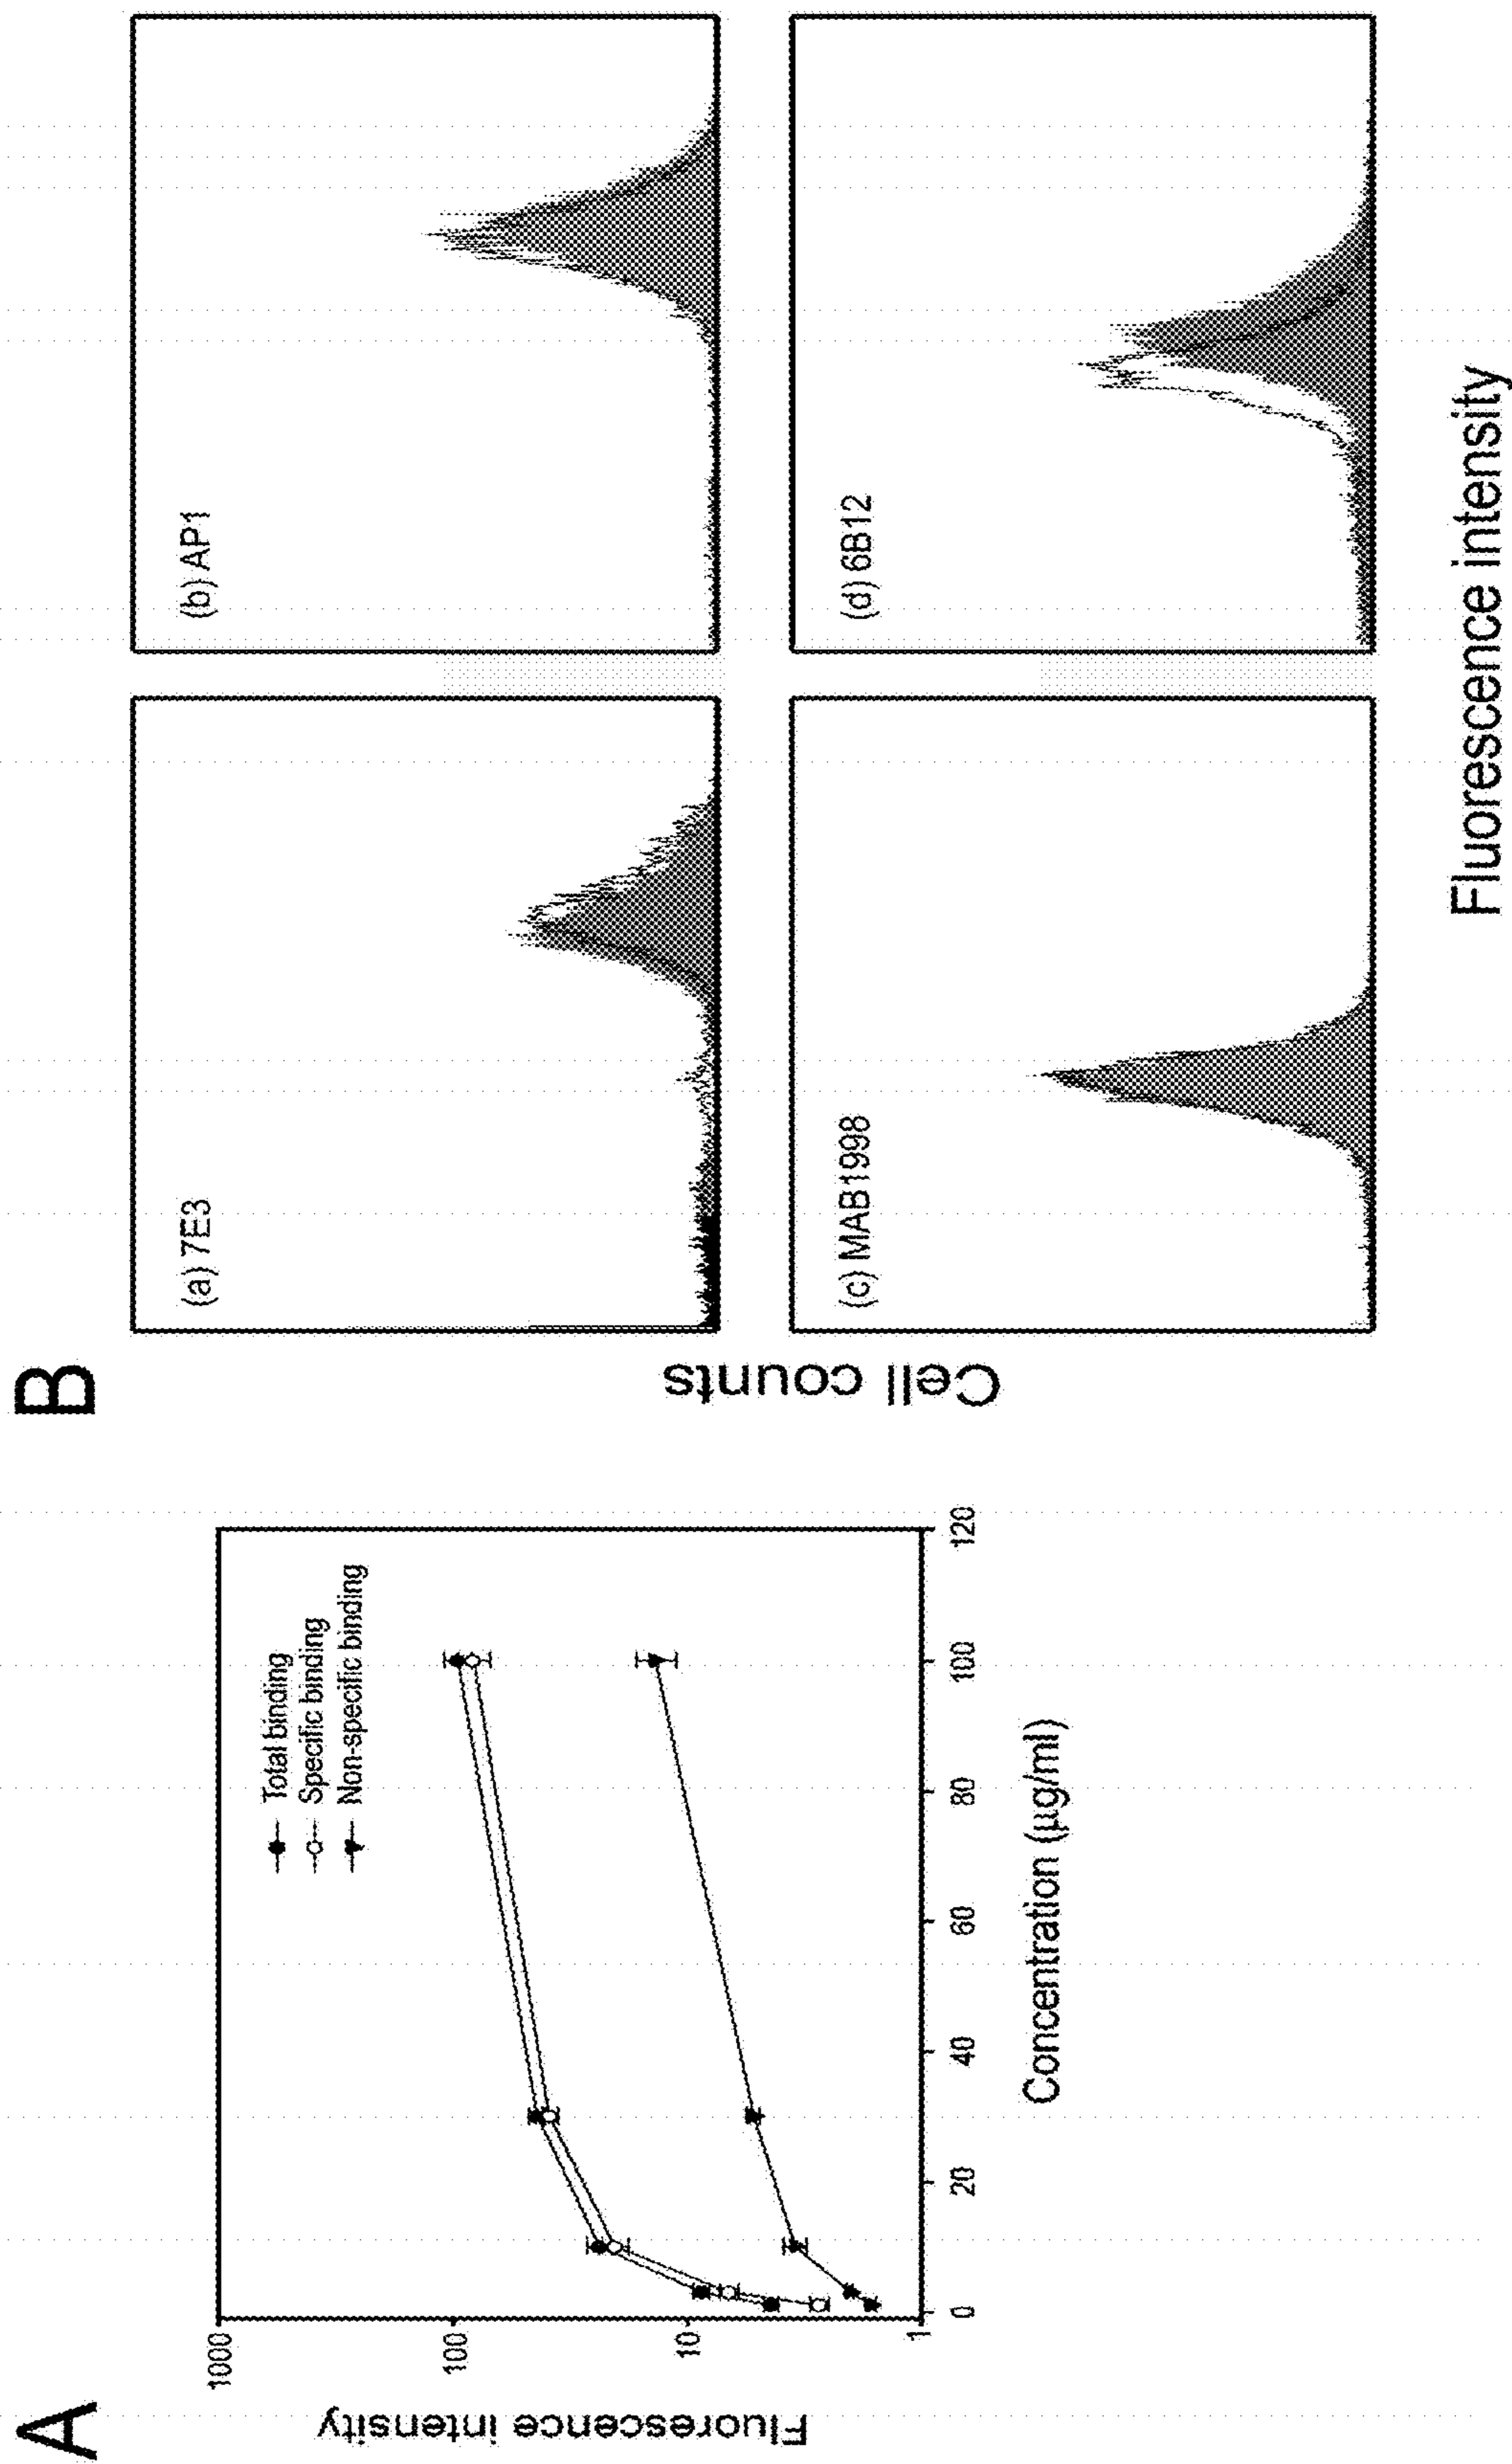 A
Fluorescence intensity
1000
100
10
1
Total binding
Specific binding
Non-specific binding
0
20
40
60
80
100
120
Concentration (µg/ml)
B
Cell counts
(a) 7E3
(b) AP1
(c) MAB1998
(d) 6B12
Fluorescence intensity